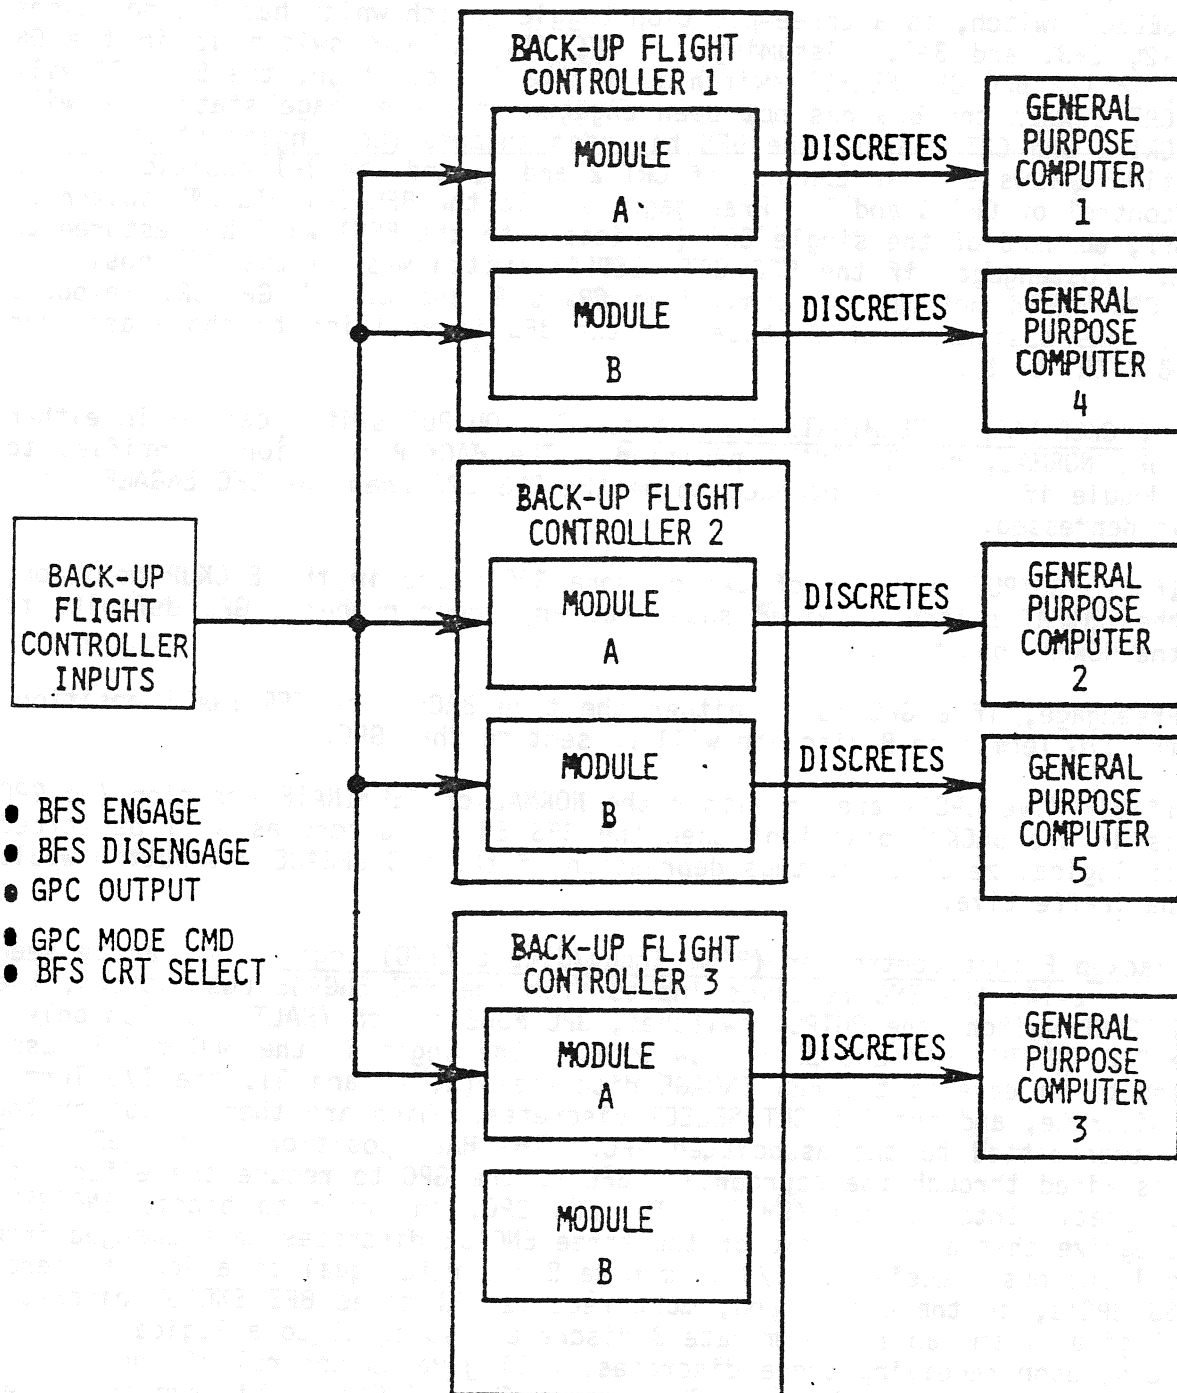 BACK-UP FLIGHT
CONTROLLER 1
MODULE
A
DISCRETES
GENERAL
PURPOSE
COMPUTER
1
MODULE
B
DISCRETES
GENERAL
PURPOSE
COMPUTER
4
BACK-UP
FLIGHT
CONTROLLER
INPUTS
BACK-UP FLIGHT
CONTROLLER 2
MODULE
A
DISCRETES
GENERAL
PURPOSE
COMPUTER
2
MODULE
B
DISCRETES
GENERAL
PURPOSE
COMPUTER
5
• BFS ENGAGE
• BFS DISENGAGE
• GPC OUTPUT
• GPC MODE CMD
• BFS CRT SELECT
BACK-UP FLIGHT
CONTROLLER 3
MODULE
A
DISCRETES
GENERAL
PURPOSE
COMPUTER
3
MODULE
B